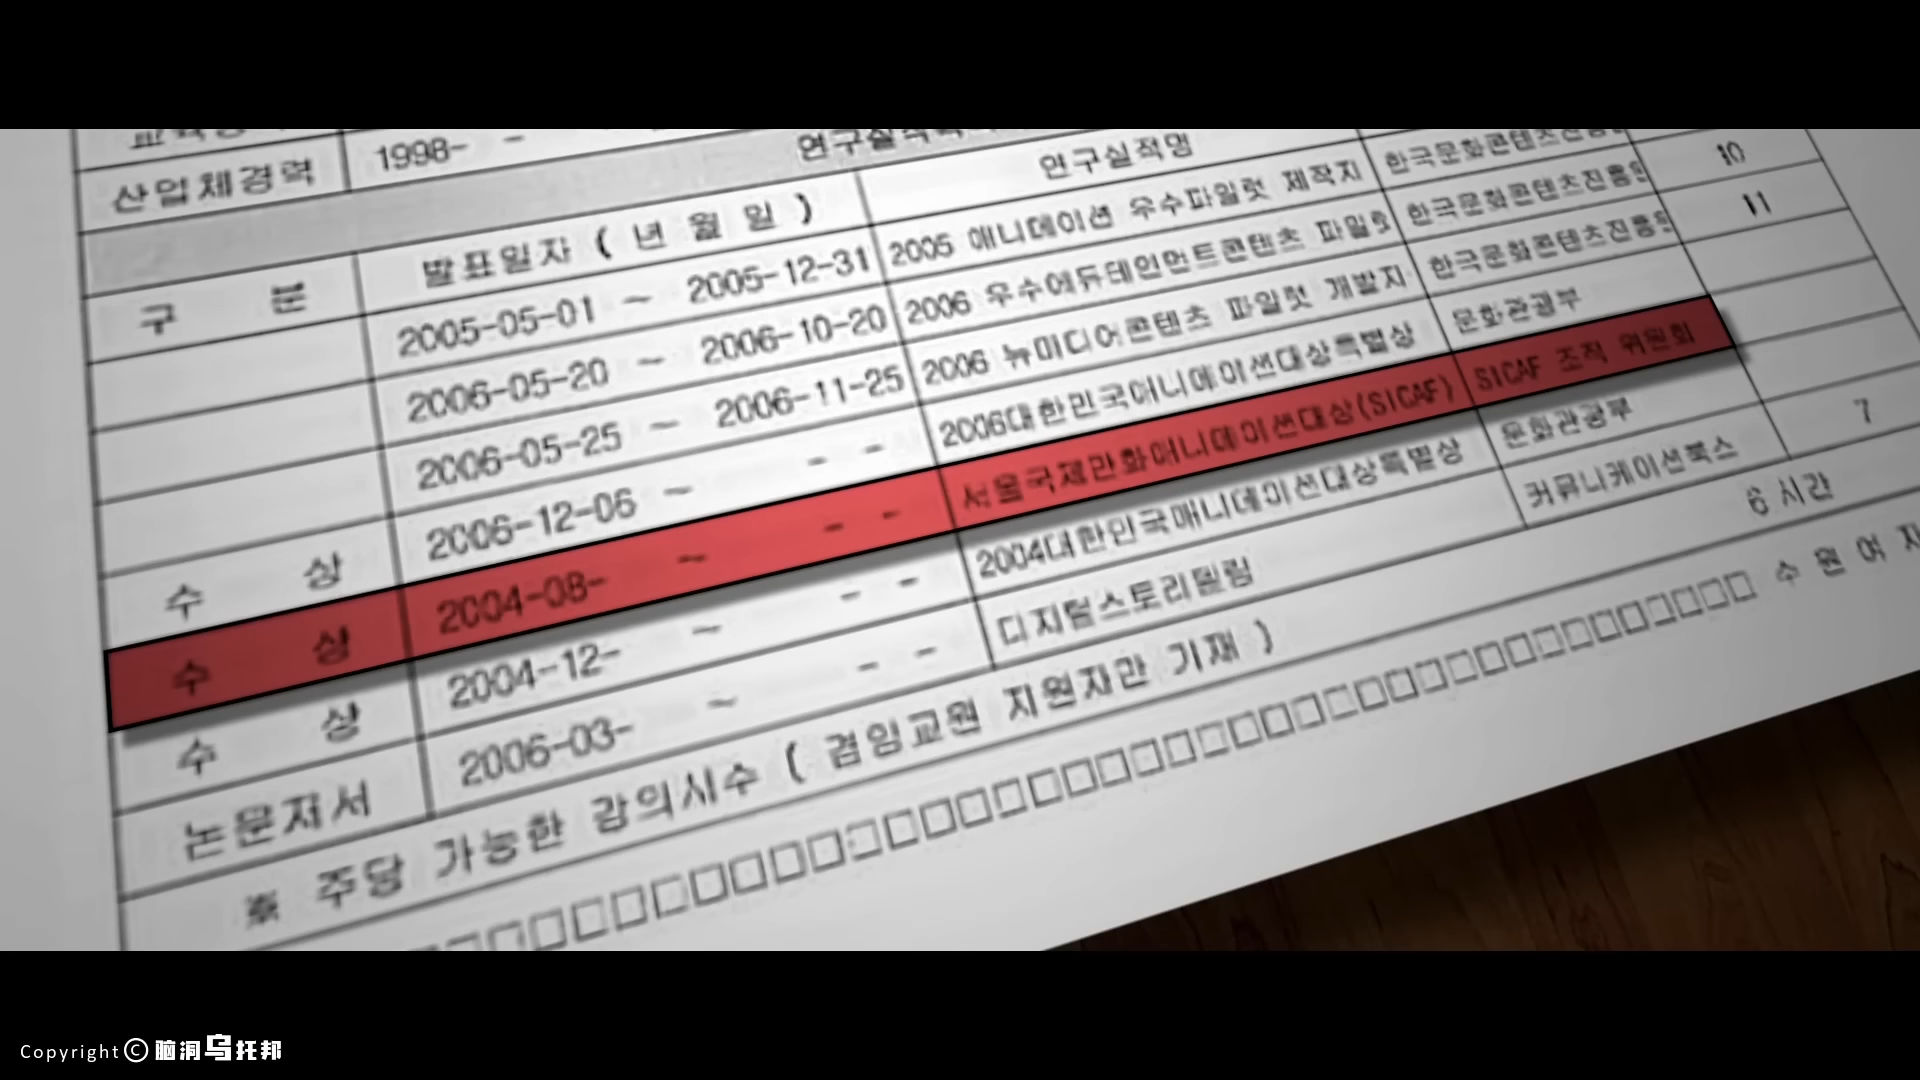 산업체경력 1998- -
연구실적
구 분 발표일자 ( 년 월 일 ) 연구실적명
2005-05-01 ~ 2005-12-31 2005 애니메이션 우수파일럿 제작지 한국문화콘텐츠진흥원
2006-05-20 ~ 2006-10-20 2006 우수에듀테인먼트콘텐츠 파일럿 한국문화콘텐츠진흥원 10
2006-05-25 ~ 2006-11-25 2006 뉴미디어콘텐츠 파일럿 개발지 한국문화콘텐츠진흥원 11
수 상 2006-12-06 ~ - - 2006대한민국애니메이션대상특별상 문화관광부
수 상 2004-08- ~ - - 서울국제만화애니메이션대상(SICAF) SICAF 조직 위원회
수 상 2004-12- ~ - - 2004대한민국애니메이션대상특별상 문화관광부
논문저서 2006-03- ~ - - 디지털스토리텔링 커뮤니케이션북스 7
※ 주당 가능한 강의시수 ( 겸임교원 지원자만 기재 ) 6 시간
수 원 여 자
Copyright © 脑洞乌托邦